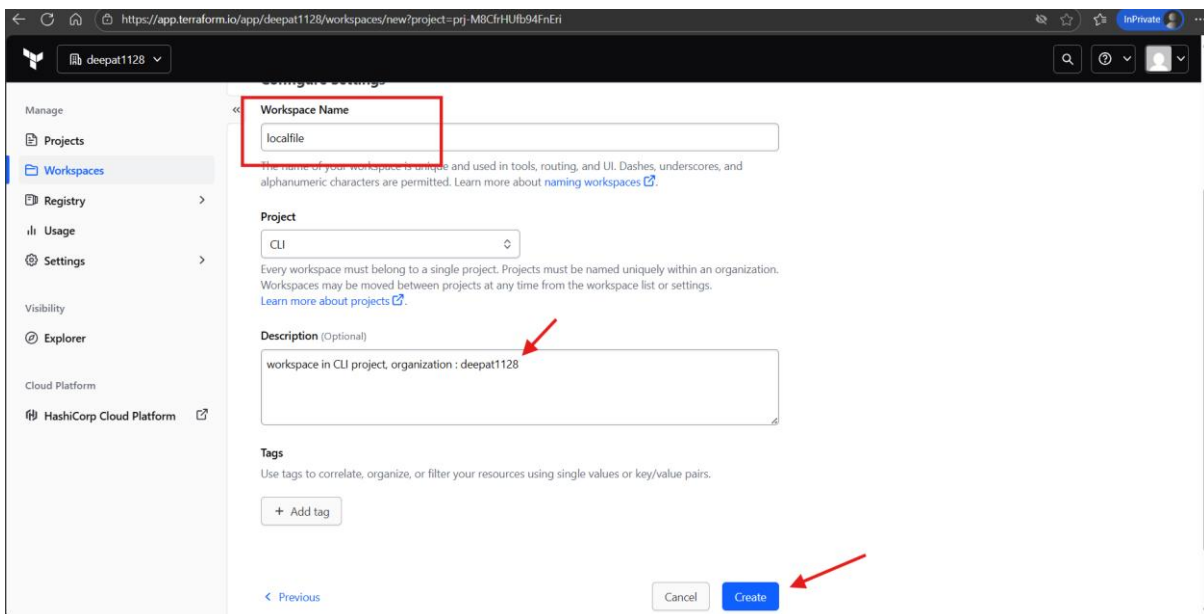 https://app.terraform.io/app/deepat1128/workspaces/new?project=prj-M8CfrHUfb94FnEri
InPrivate
deepat1128
Configure Settings
Manage
Projects
Workspaces
Registry
Usage
Settings
Visibility
Explorer
Cloud Platform
HashiCorp Cloud Platform
Workspace Name
localfile
The name of your workspace is unique and used in tools, routing, and UI. Dashes, underscores, and
alphanumeric characters are permitted. Learn more about naming workspaces.
Project
CLI
Every workspace must belong to a single project. Projects must be named uniquely within an organization.
Workspaces may be moved between projects at any time from the workspace list or settings.
Learn more about projects.
Description (Optional)
workspace in CLI project, organization : deepat1128
Tags
Use tags to correlate, organize, or filter your resources using single values or key/value pairs.
+ Add tag
< Previous
Cancel
Create